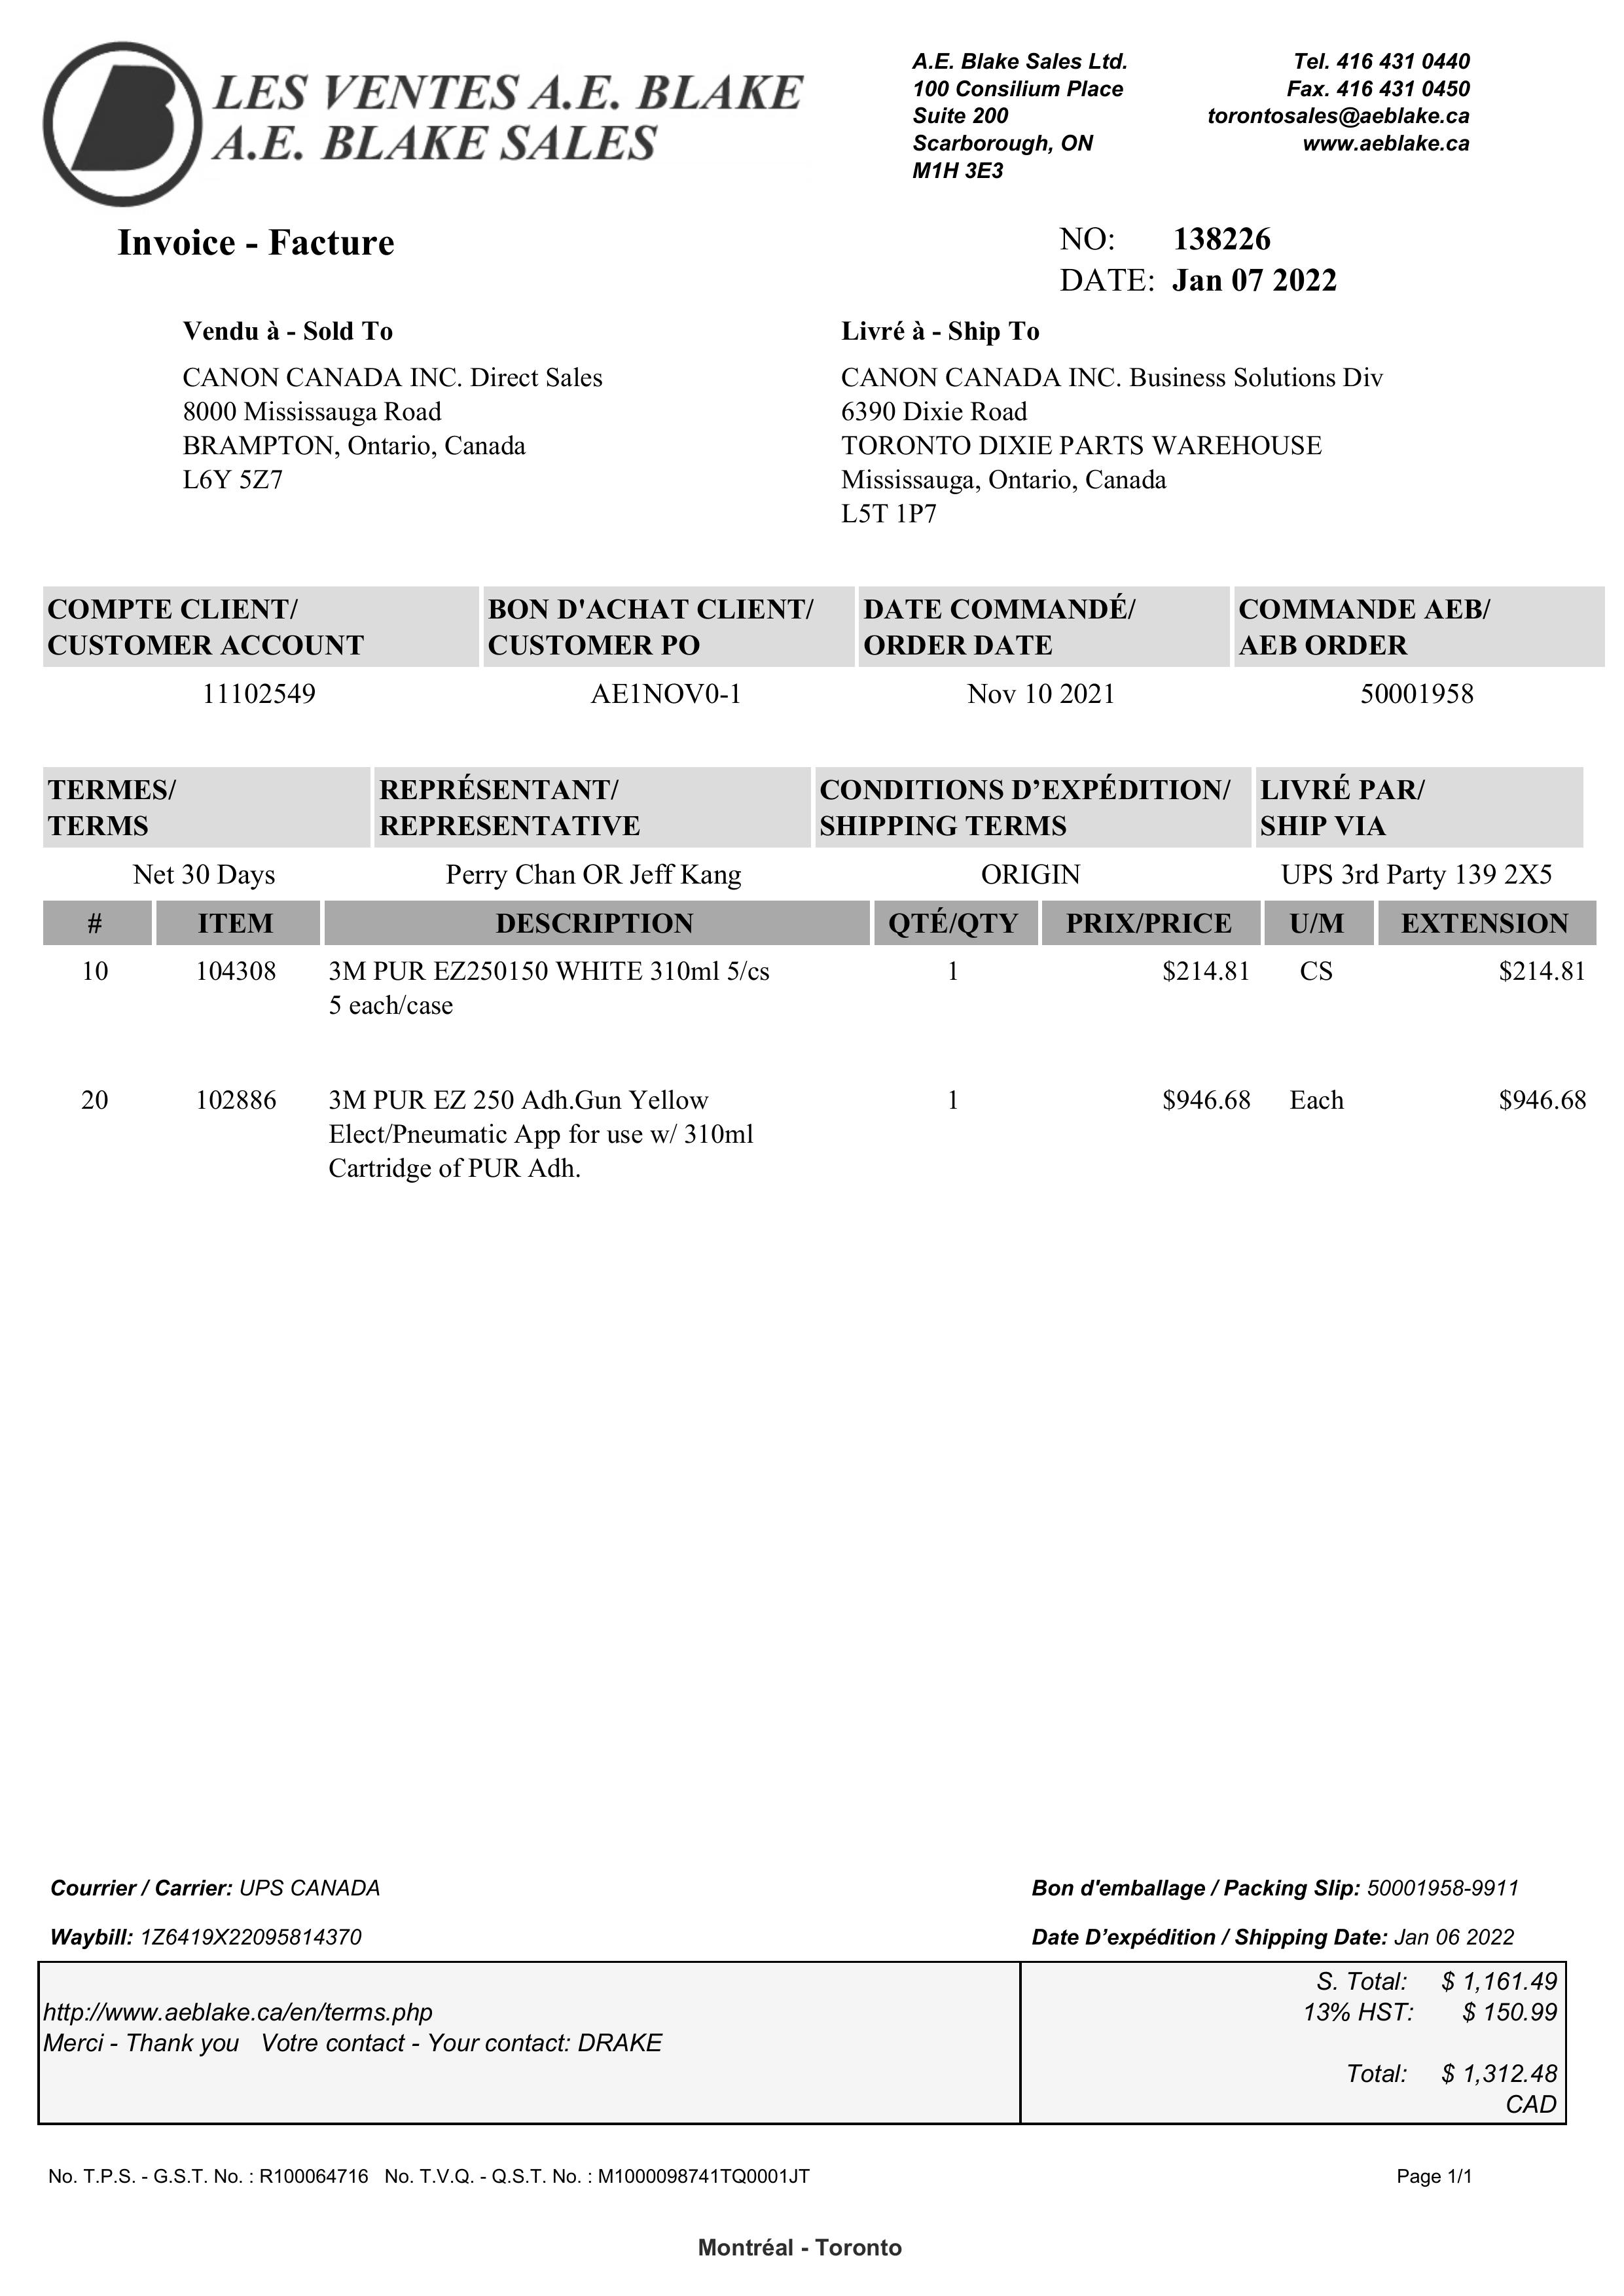 LES VENTES A.E. BLAKE
A.E. BLAKE SALES
A.E. Blake Sales Ltd.
100 Consilium Place
Suite 200
Scarborough, ON
M1H 3E3
Tel. 416 431 0440
Fax. 416 431 0450
torontosales@aeblake.ca
www.aeblake.ca
Invoice - Facture
NO: 138226
DATE: Jan 07 2022
Vendu à - Sold To
CANON CANADA INC. Direct Sales
8000 Mississauga Road
BRAMPTON, Ontario, Canada
L6Y 5Z7
Livré à - Ship To
CANON CANADA INC. Business Solutions Div
6390 Dixie Road
TORONTO DIXIE PARTS WAREHOUSE
Mississauga, Ontario, Canada
L5T 1P7
COMPTE CLIENT/ BON D'ACHAT CLIENT/ DATE COMMANDÉ/ COMMANDE AEB/
CUSTOMER ACCOUNT CUSTOMER PO ORDER DATE AEB ORDER
11102549 AE1NOV0-1 Nov 10 2021 50001958
TERMES/ REPRÉSENTANT/ CONDITIONS D’EXPÉDITION/ LIVRÉ PAR/
TERMS REPRESENTATIVE SHIPPING TERMS SHIP VIA
Net 30 Days Perry Chan OR Jeff Kang ORIGIN UPS 3rd Party 139 2X5
# ITEM DESCRIPTION QTÉ/QTY PRIX/PRICE U/M EXTENSION
10 104308 3M PUR EZ250150 WHITE 310ml 5/cs 1 $214.81 CS $214.81
5 each/case
20 102886 3M PUR EZ 250 Adh.Gun Yellow 1 $946.68 Each $946.68
Elect/Pneumatic App for use w/ 310ml
Cartridge of PUR Adh.
Courrier / Carrier: UPS CANADA
Bon d'emballage / Packing Slip: 50001958-9911
Waybill: 1Z6419X22095814370
Date D’expédition / Shipping Date: Jan 06 2022
http://www.aeblake.ca/en/terms.php
Merci - Thank you Votre contact - Your contact: DRAKE
S. Total: $ 1,161.49
13% HST: $ 150.99
Total: $ 1,312.48
CAD
No. T.P.S. - G.S.T. No. : R100064716 No. T.V.Q. - Q.S.T. No. : M1000098741TQ0001JT
Page 1/1
Montréal - Toronto